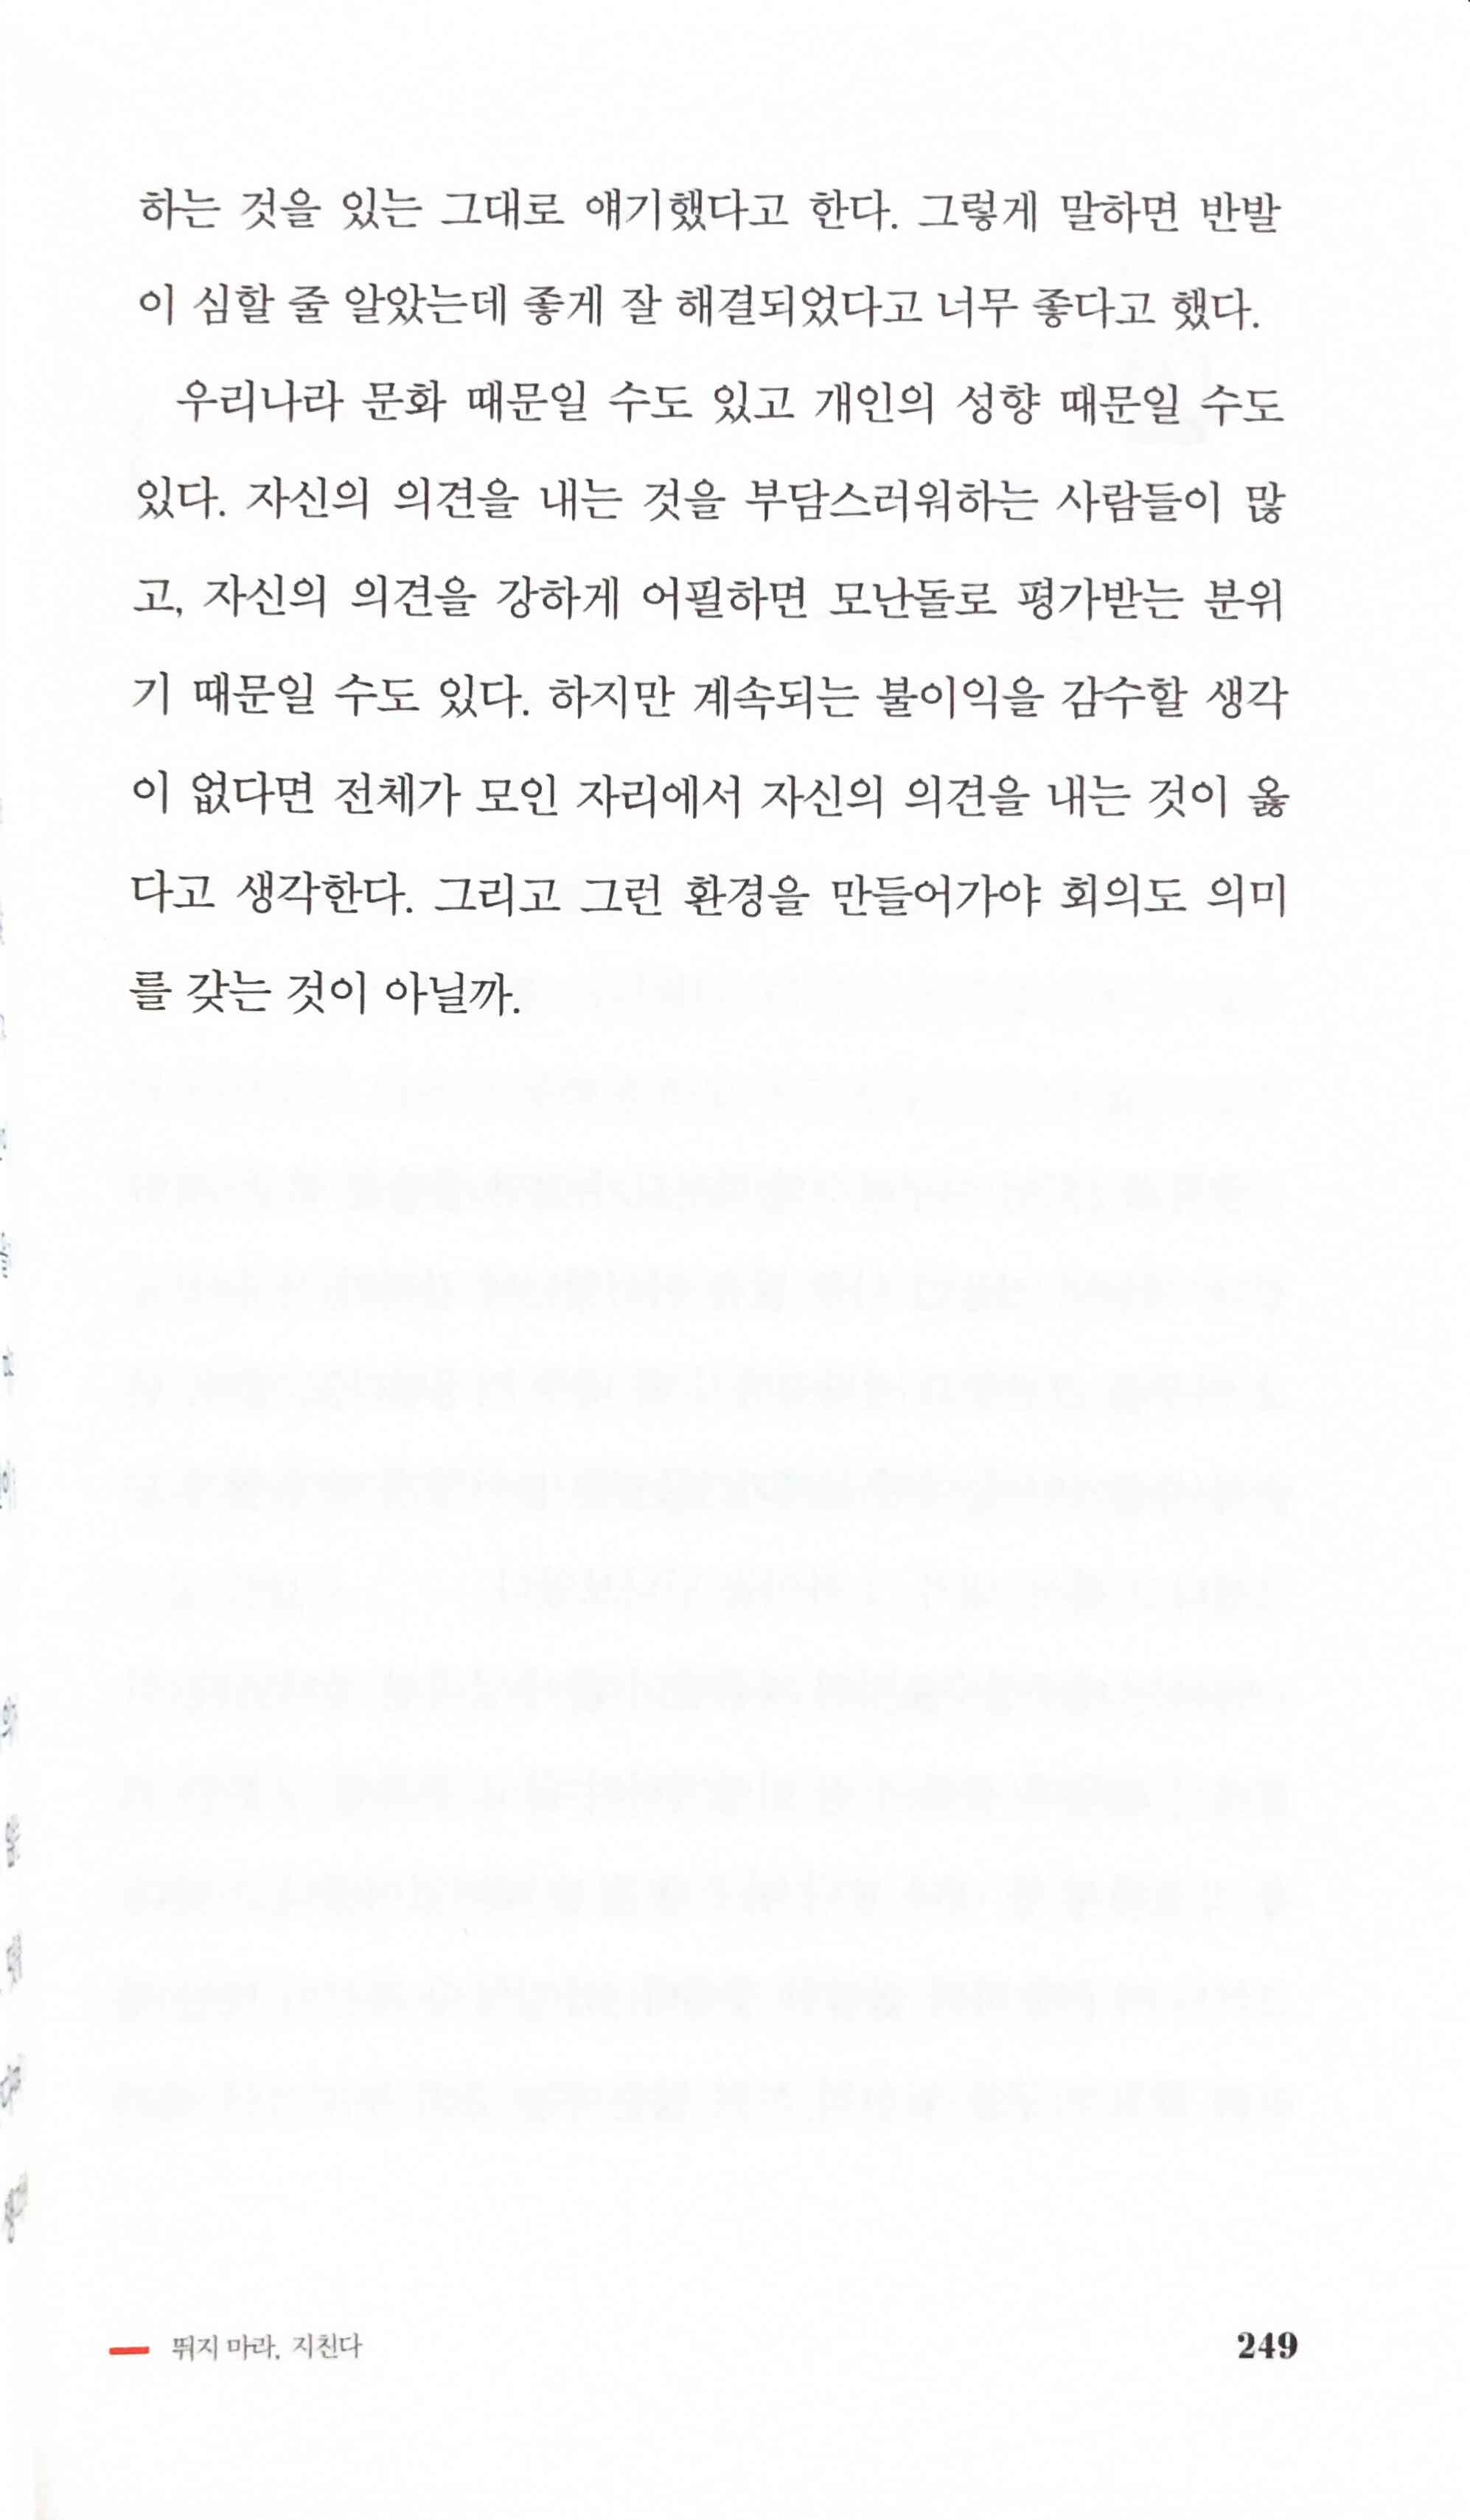 하는 것을 있는 그대로 얘기했다고 한다. 그렇게 말하면 반발
이 심할 줄 알았는데 좋게 잘 해결되었다고 너무 좋다고 했다.
우리나라 문화 때문일 수도 있고 개인의 성향 때문일 수도
있다. 자신의 의견을 내는 것을 부담스러워하는 사람들이 많
고, 자신의 의견을 강하게 어필하면 모난돌로 평가받는 분위
기 때문일 수도 있다. 하지만 계속되는 불이익을 감수할 생각
이 없다면 전체가 모인 자리에서 자신의 의견을 내는 것이 옳
다고 생각한다. 그리고 그런 환경을 만들어가야 회의도 의미
를 갖는 것이 아닐까.
뛰지 마라, 지친다
249